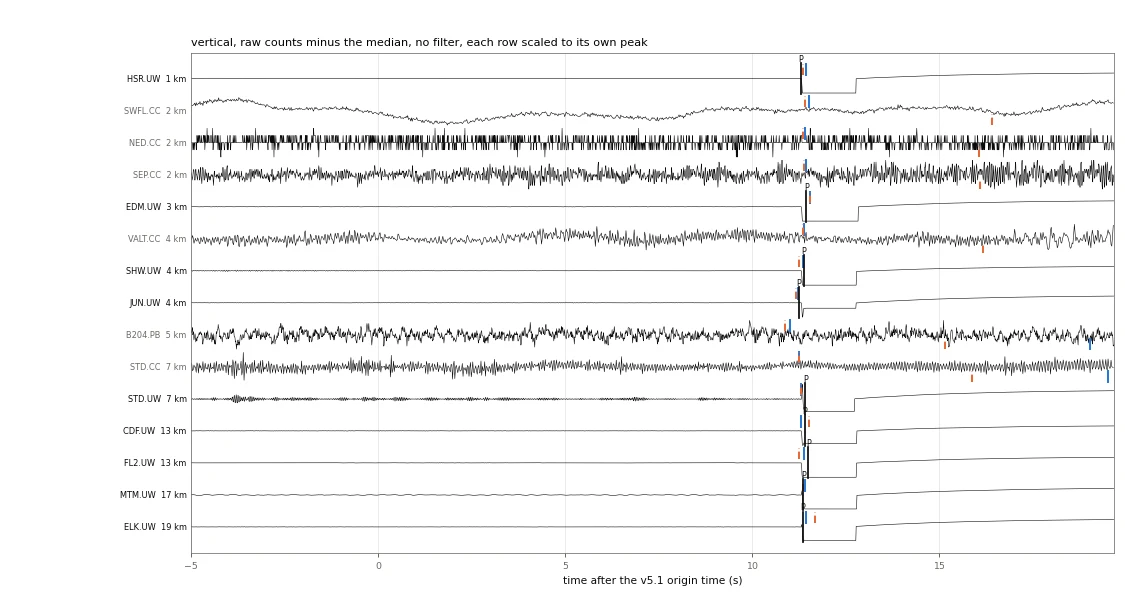 vertical, raw counts minus the median, no filter, each row scaled to its own peak
P
HSR.UW 1 km
SWFL.CC 2 km
NED.CC 2 km
SEP.CC 2 km
P
EDM.UW 3 km
VALT.CC 4 km
P
SHW.UW 4 km
P
JUN.UW 4 km
B204.PB 5 km
STD.CC 7 km
P
STD.UW 7 km
P
CDF.UW 13 km
P
FL2.UW 13 km
P
MTM.UW 17 km
P
ELK.UW 19 km
−5 0 5 10 15
time after the v5.1 origin time (s)